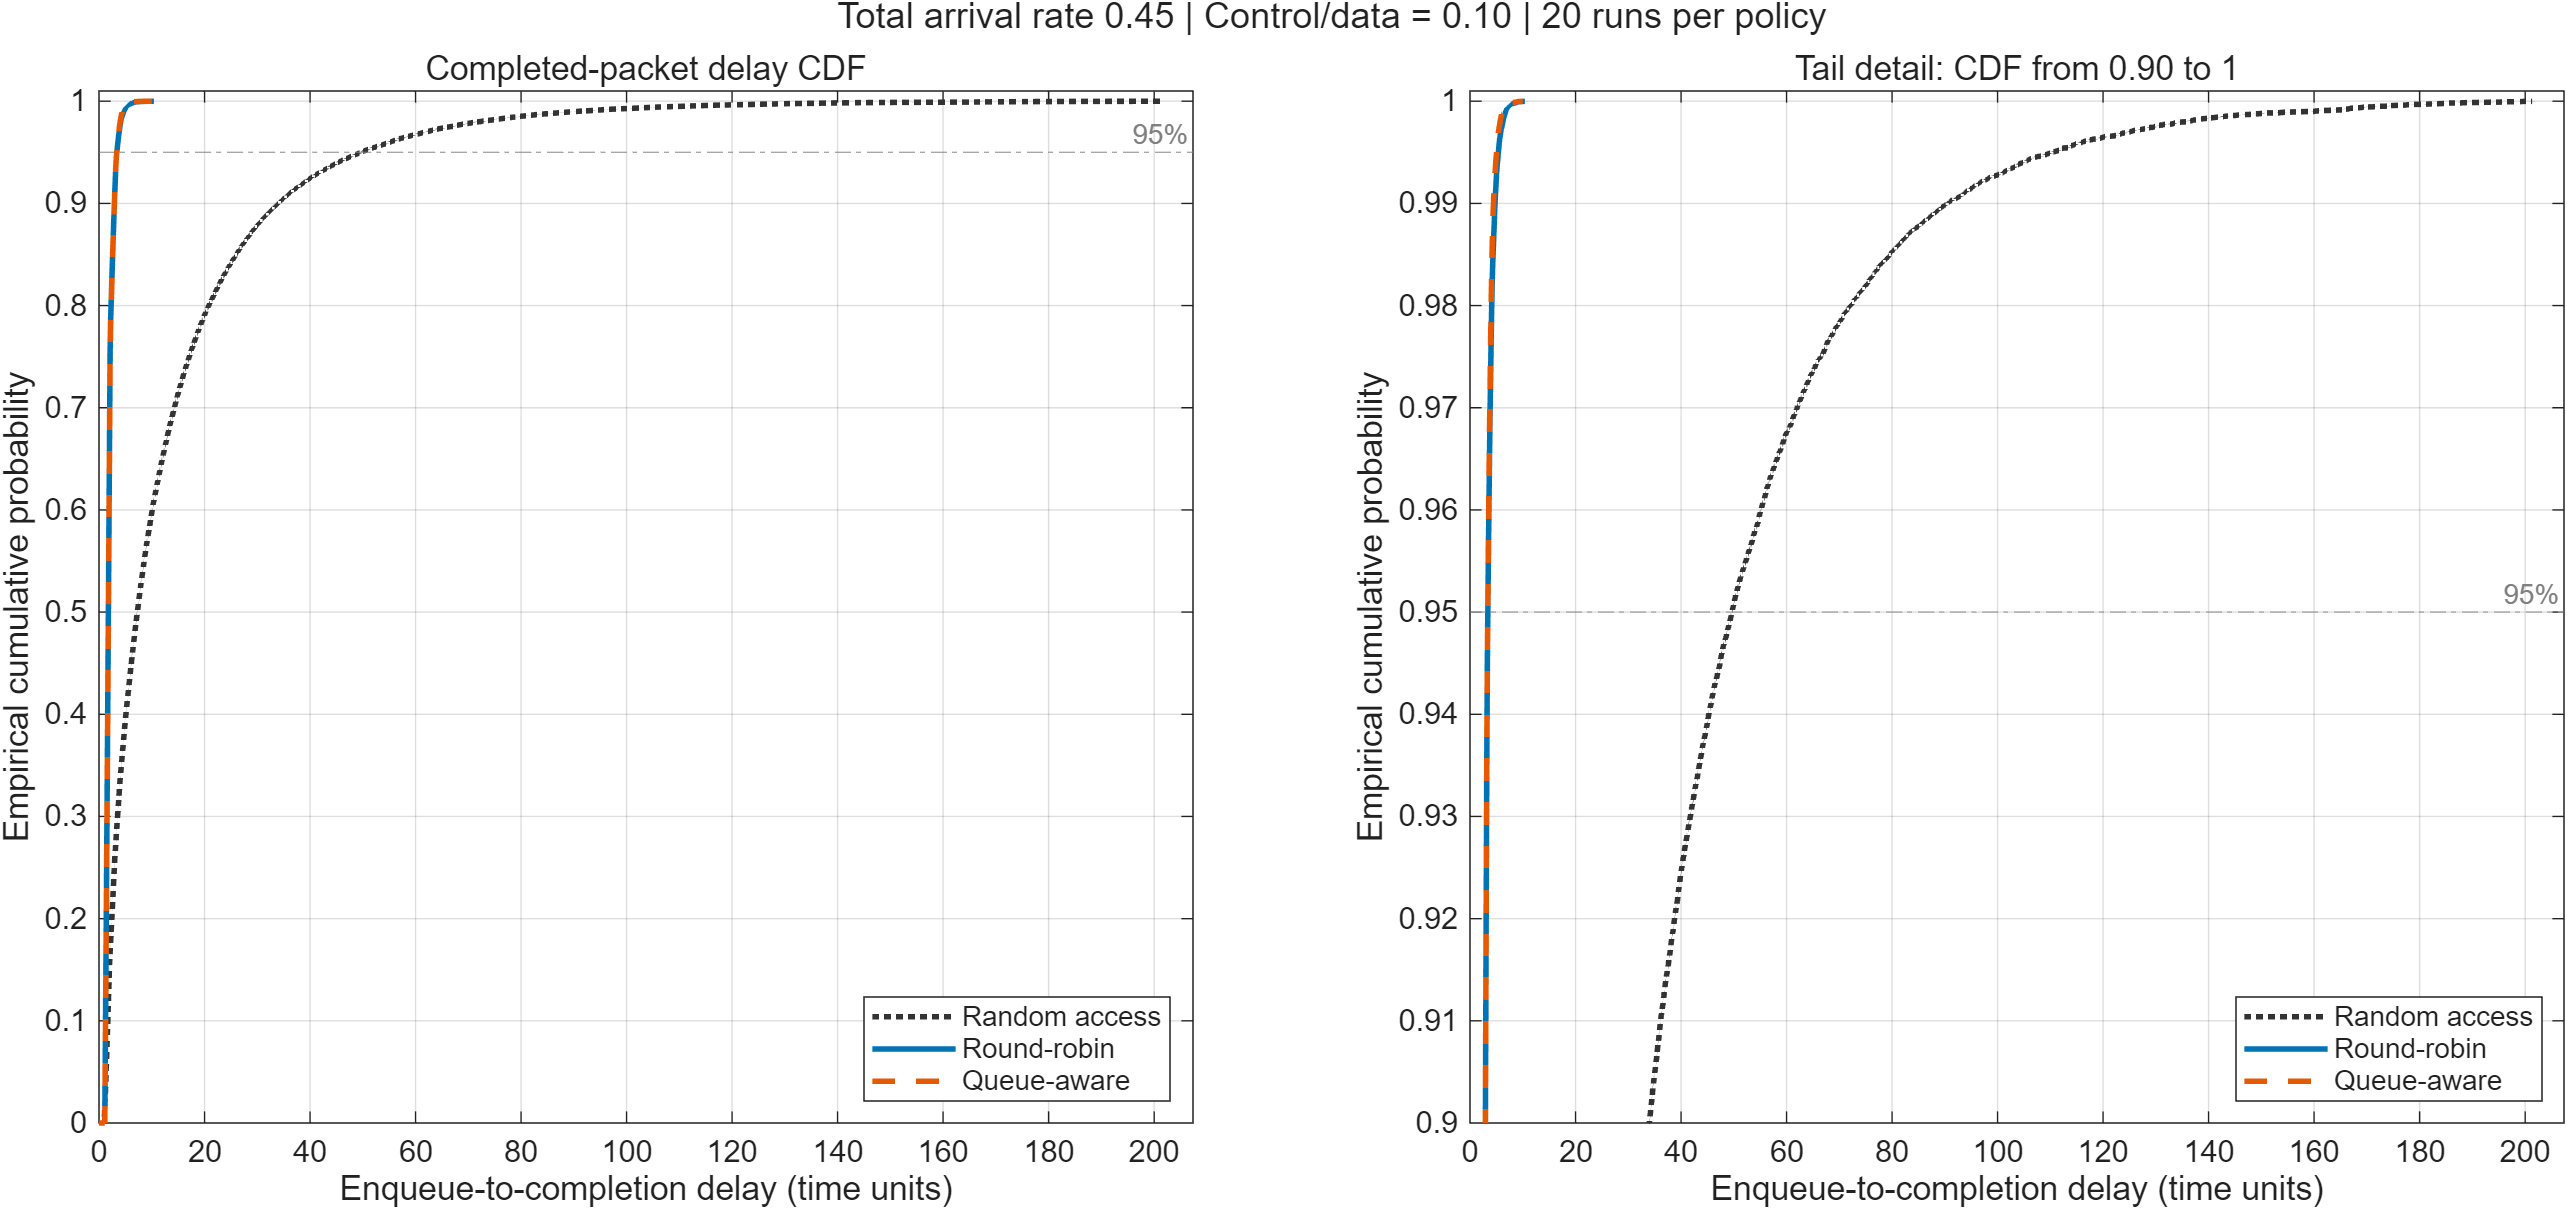 Total arrival rate 0.45 | Control/data = 0.10 | 20 runs per policy
Completed-packet delay CDF
Empirical cumulative probability
1
0.9
0.8
0.7
0.6
0.5
0.4
0.3
0.2
0.1
0
95%
Random access
Round-robin
Queue-aware
0 20 40 60 80 100 120 140 160 180 200
Enqueue-to-completion delay (time units)
Tail detail: CDF from 0.90 to 1
Empirical cumulative probability
1
0.99
0.98
0.97
0.96
0.95
0.94
0.93
0.92
0.91
0.9
95%
Random access
Round-robin
Queue-aware
0 20 40 60 80 100 120 140 160 180 200
Enqueue-to-completion delay (time units)